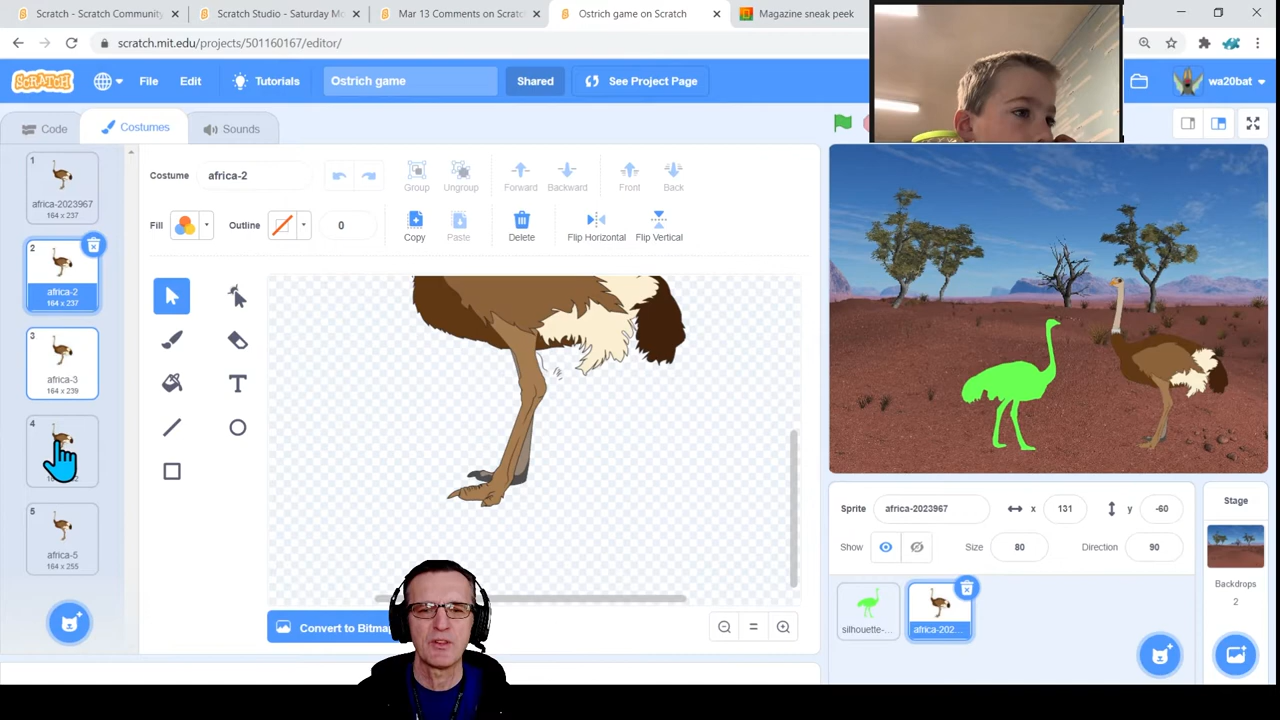 Scratch - Scratch Community
Scratch Studio - Saturday Mo
Mar 13 Comments on Scratch
Ostrich game on Scratch
Magazine sneak peek
scratch.mit.edu/projects/501160167/editor/
SCRATCH
File
Edit
Tutorials
Ostrich game
Shared
See Project Page
wa20bat
Code
Costumes
Sounds
1
africa-2023967
164 x 237
2
africa-2
164 x 237
3
africa-3
164 x 239
4
5
africa-5
164 x 255
Costume
africa-2
Group
Ungroup
Forward
Backward
Front
Back
Fill
Outline
0
Copy
Paste
Delete
Flip Horizontal
Flip Vertical
T
Convert to Bitmap
Sprite
africa-2023967
x
131
y
-60
Show
Size
80
Direction
90
silhouette-...
africa-202...
Stage
Backdrops
2